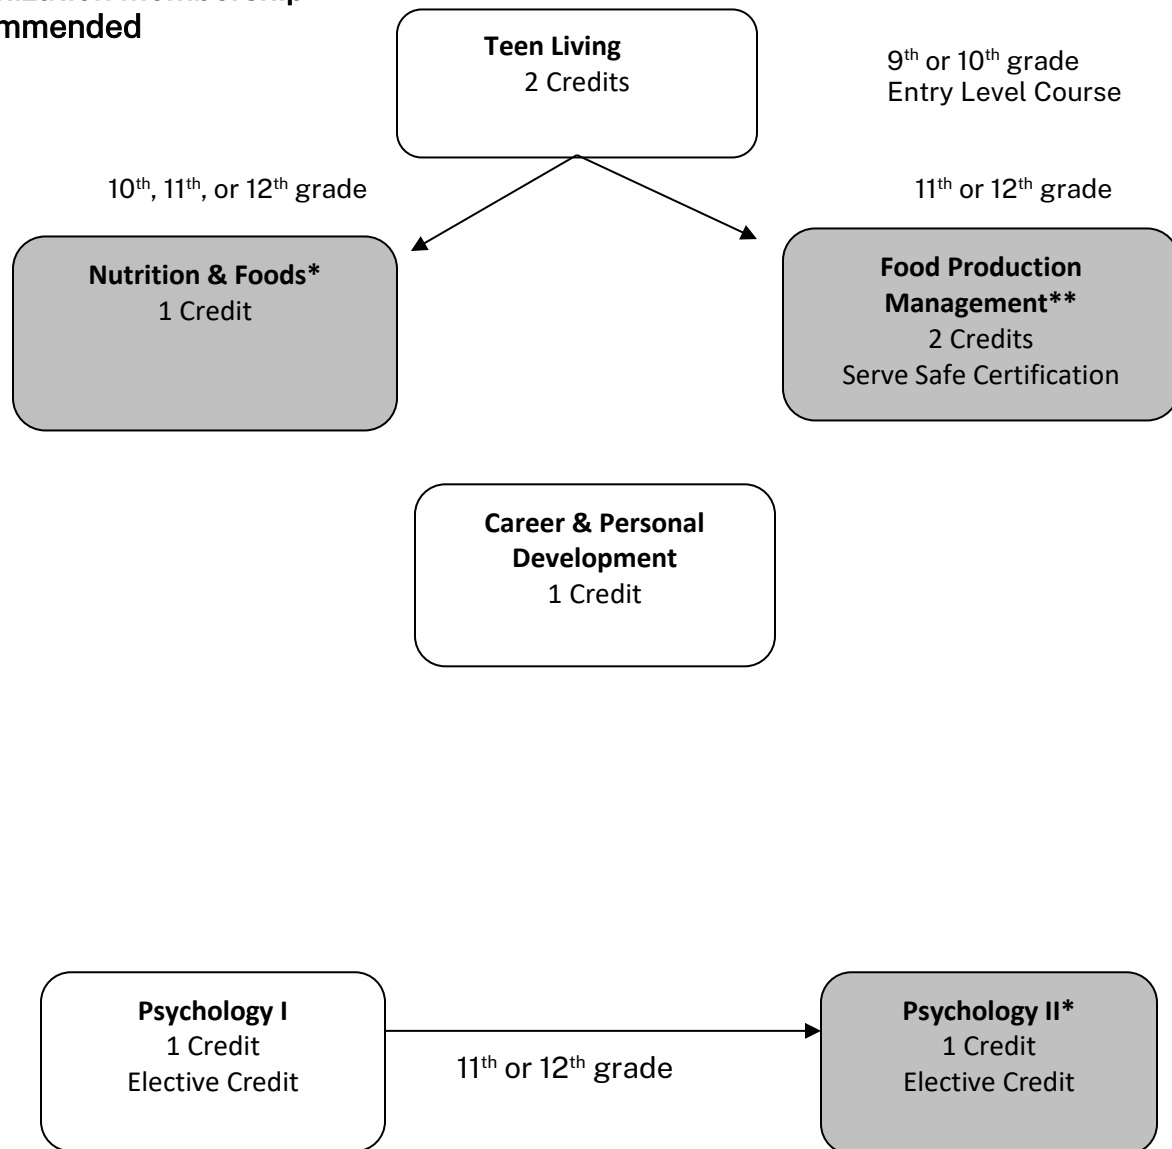 mmended
Teen Living
2 Credits
9th or 10th grade
Entry Level Course
10th, 11th, or 12th grade
11th or 12th grade
Nutrition & Foods*
1 Credit
Food Production
Management**
2 Credits
Serve Safe Certification
Career & Personal
Development
1 Credit
Psychology I
1 Credit
Elective Credit
11th or 12th grade
Psychology II*
1 Credit
Elective Credit